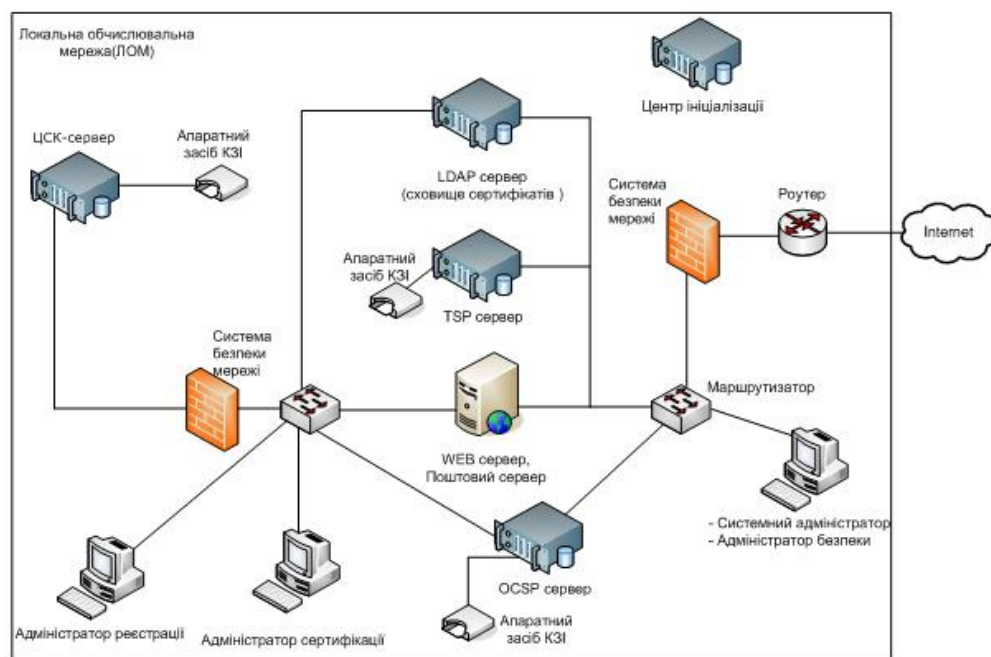 Локальна обчислювальна
мережа(ЛОМ)
Центр ініціалізації
ЦСК-сервер
Апаратний
засіб КЗІ
LDAP сервер
(сховище сертифікатів )
Система
безпеки
мережі
Роутер
Internet
Апаратний
засіб КЗІ
TSP сервер
Система
безпеки
мережі
Маршрутизатор
WEB сервер,
Поштовий сервер
- Системний адміністратор
- Адміністратор безпеки
OCSP сервер
Адміністратор реєстрації
Адміністратор сертифікації
Апаратний
засіб КЗІ